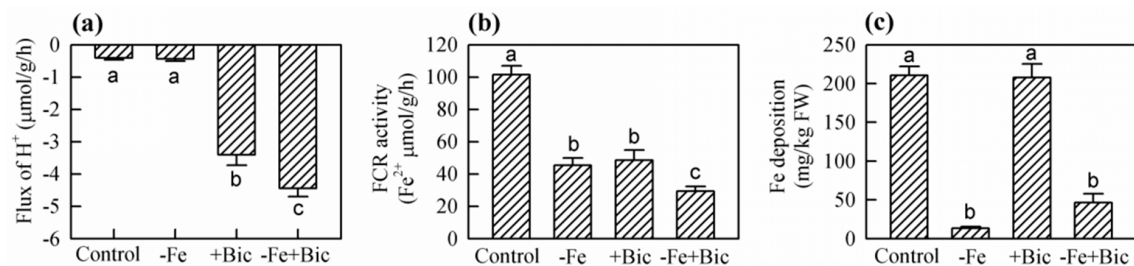 (a)
Flux of H⁺ (μmol/g/h)
0
-1
-2
-3
-4
-5
-6
a
a
b
c
Control -Fe +Bic -Fe+Bic
(b)
FCR activity
(Fe²⁺ μmol/g/h)
120
100
80
60
40
20
0
a
b
b
c
Control -Fe +Bic -Fe+Bic
(c)
Fe deposition
(mg/kg FW)
250
200
150
100
50
0
a
b
a
b
Control -Fe +Bic -Fe+Bic